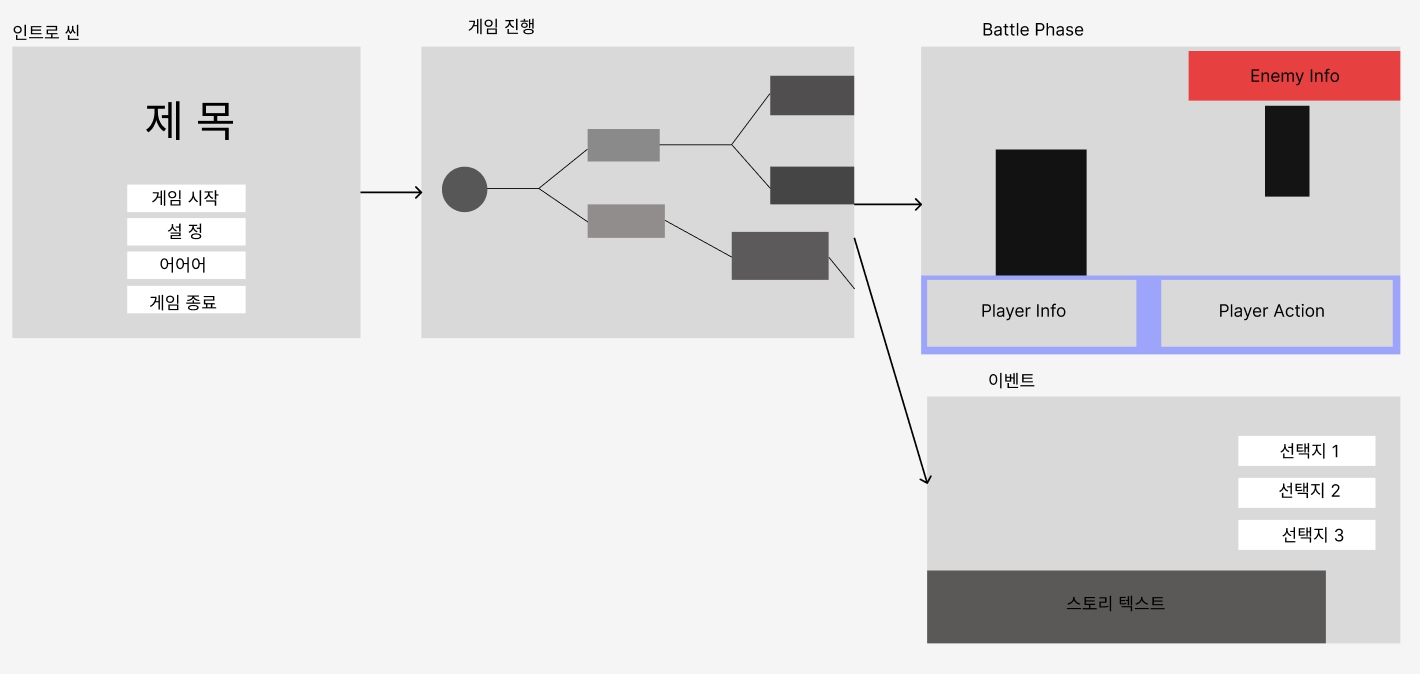 인트로 씬
제 목
게임 시작
설 정
어어어
게임 종료
게임 진행
Battle Phase
Enemy Info
Player Info
Player Action
이벤트
선택지 1
선택지 2
선택지 3
스토리 텍스트